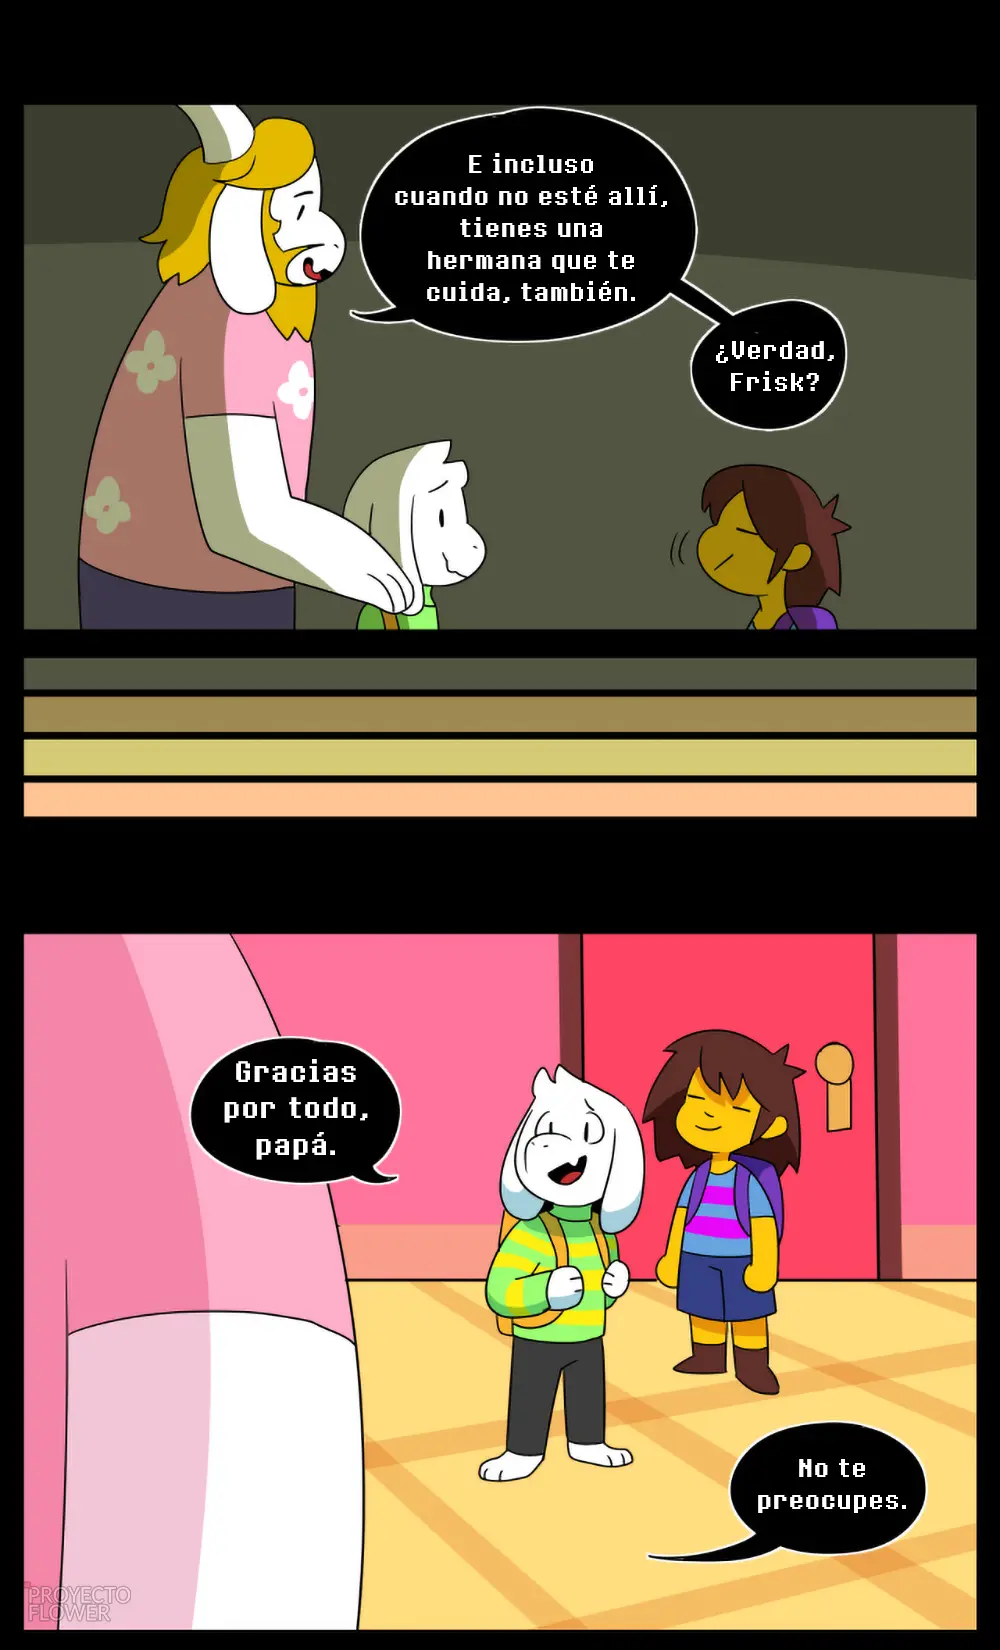 E incluso
cuando no esté allí,
tienes una
hermana que te
cuida, también.
¿Verdad,
Frisk?
Gracias
por todo,
papá.
No te
preocupes.
PROYECTO
FLOWER